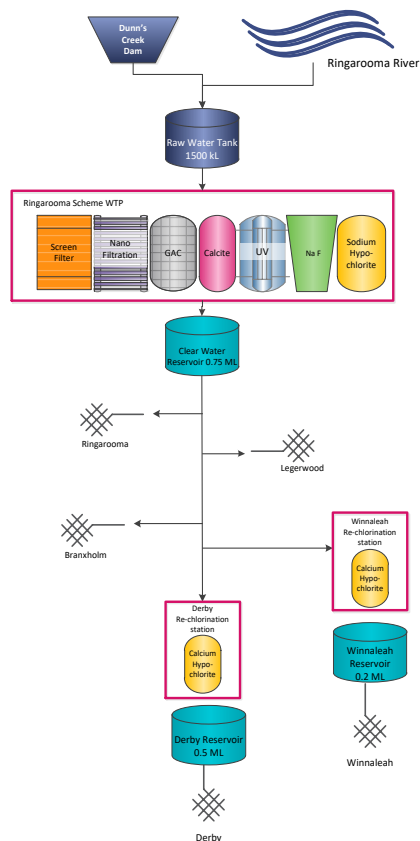 Dunn's
Creek
Dam
Ringarooma River
Raw Water Tank
1500 kL
Ringarooma Scheme WTP
Screen
Filter
Nano
Filtration
GAC
Calcite
UV
Na F
Sodium
Hypo-
chlorite
Clear Water
Reservoir 0.75 ML
Ringarooma
Legerwood
Branxholm
Winnaleah
Re-chlorination
station
Calcium
Hypo-
chlorite
Derby
Re-chlorination
station
Calcium
Hypo-
chlorite
Winnaleah
Reservoir
0.2 ML
Derby Reservoir
0.5 ML
Winnaleah
Derby